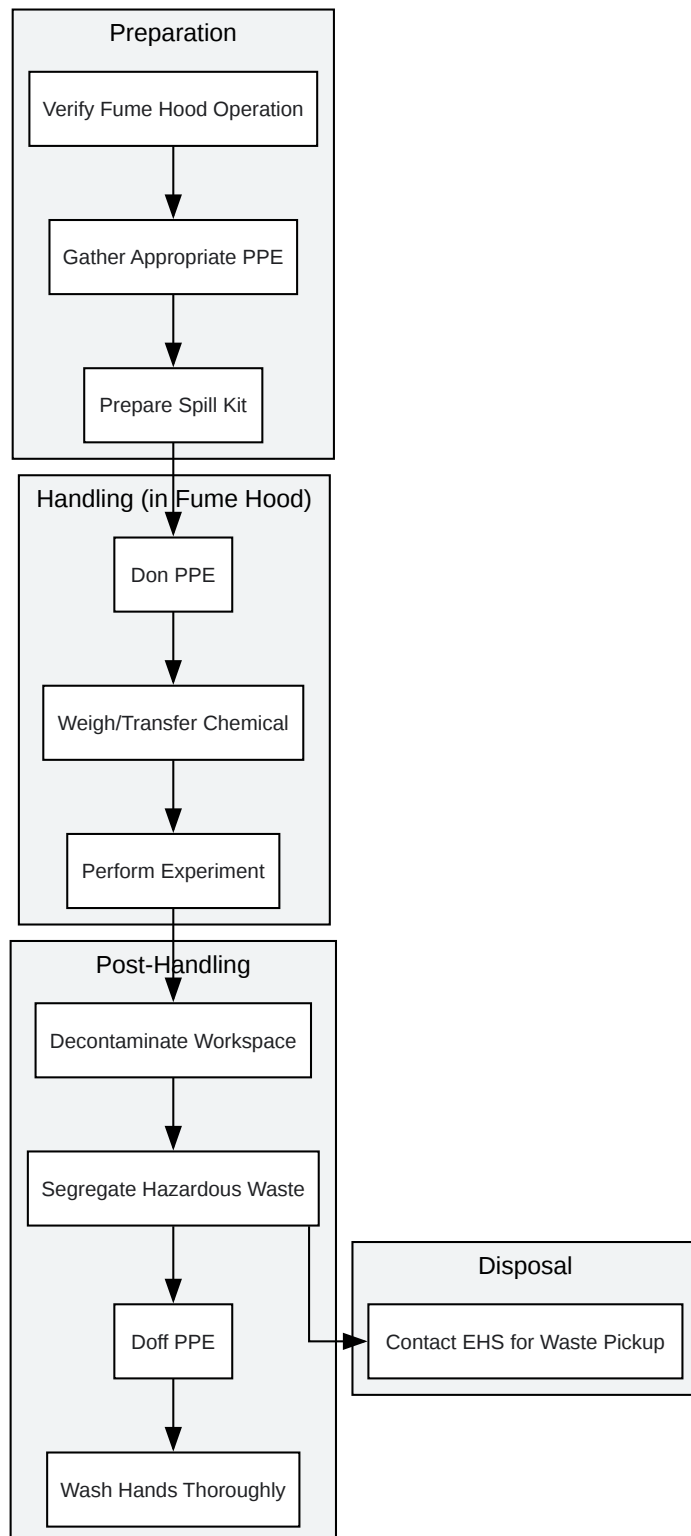 Preparation
Verify Fume Hood Operation
Gather Appropriate PPE
Prepare Spill Kit
Handling (in Fume Hood)
Don PPE
Weigh/Transfer Chemical
Perform Experiment
Post-Handling
Decontaminate Workspace
Segregate Hazardous Waste
Doff PPE
Wash Hands Thoroughly
Disposal
Contact EHS for Waste Pickup